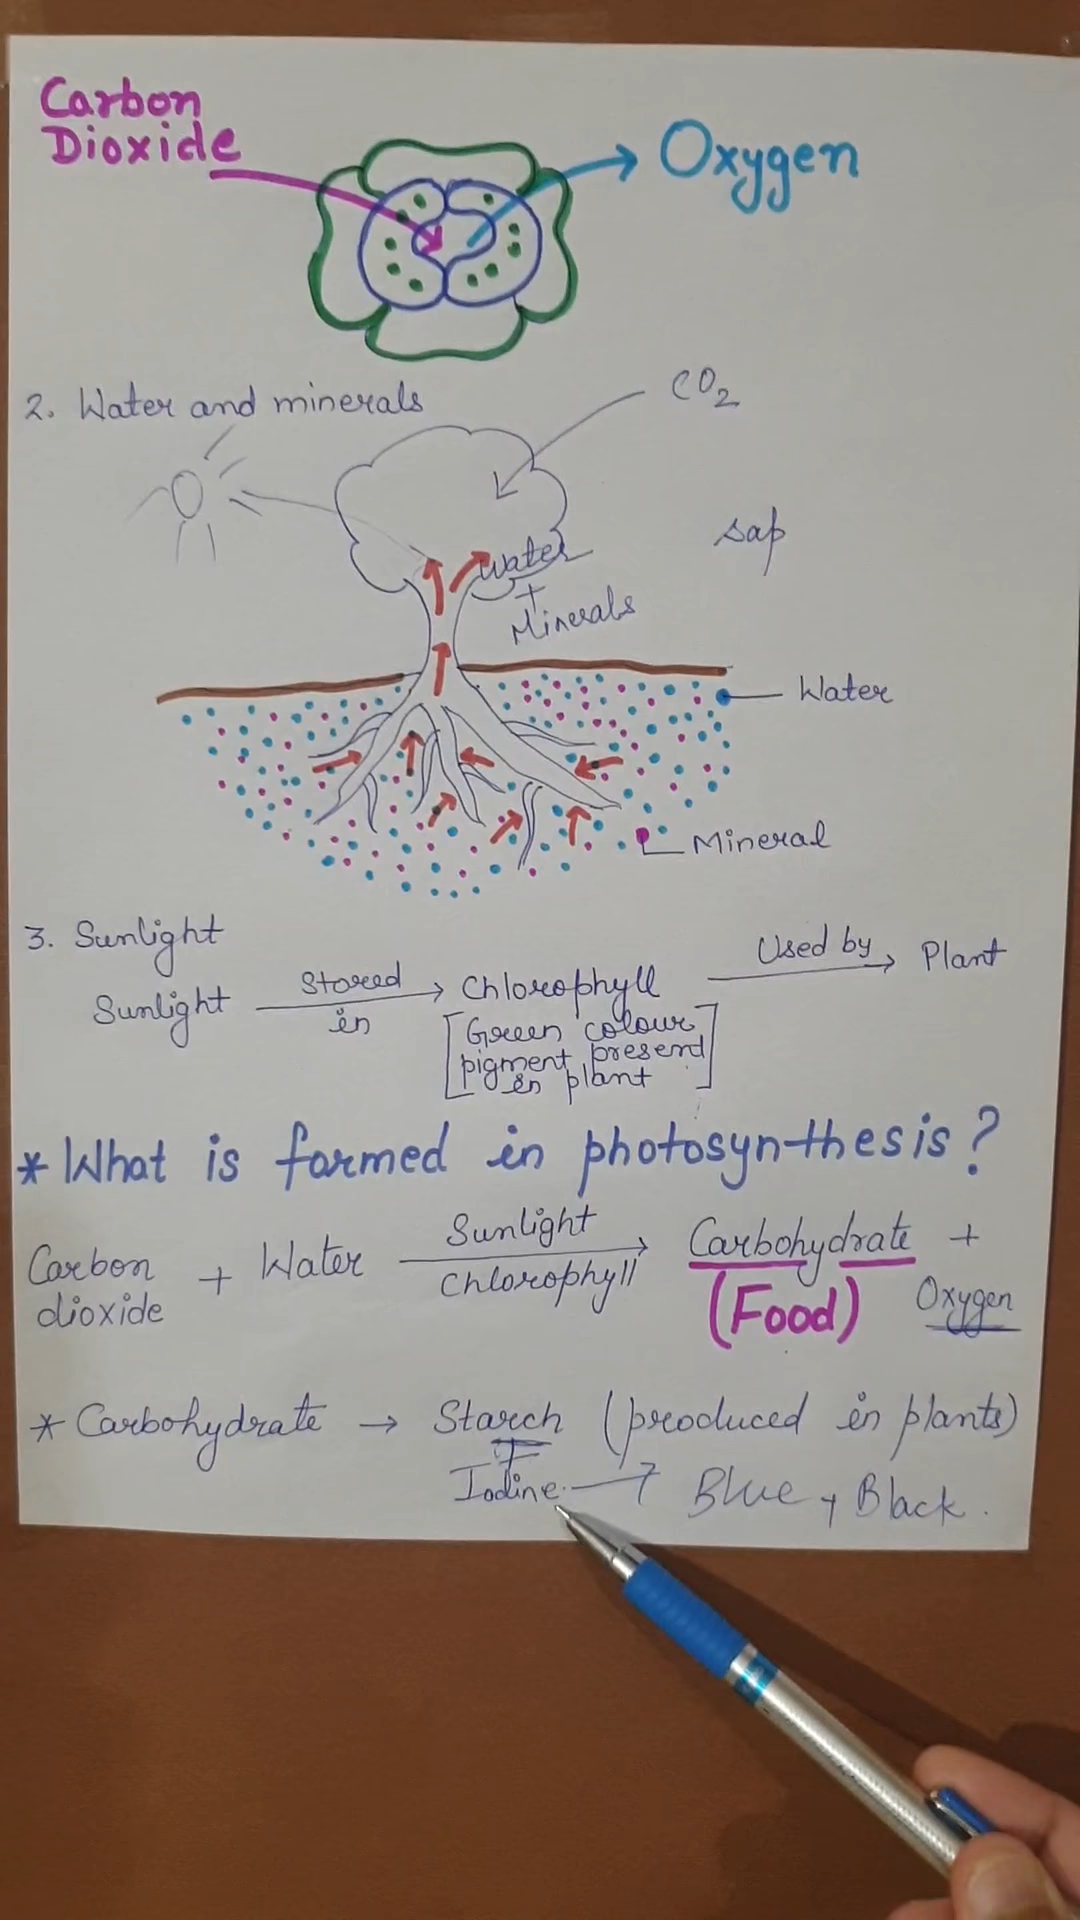 Carbon
Dioxide
Oxygen
2. Water and minerals
CO2
sap
Water
+
Minerals
Water
Mineral
3. Sunlight
Sunlight Stored in Chlorophyll Used by Plant
[Green colour
pigment present
in plant]
* What is formed in photosynthesis?
Carbon dioxide + Water Sunlight Chlorophyll Carbohydrate (Food) + Oxygen
* Carbohydrate → Starch (produced in plants)
Iodine → Blue + Black.